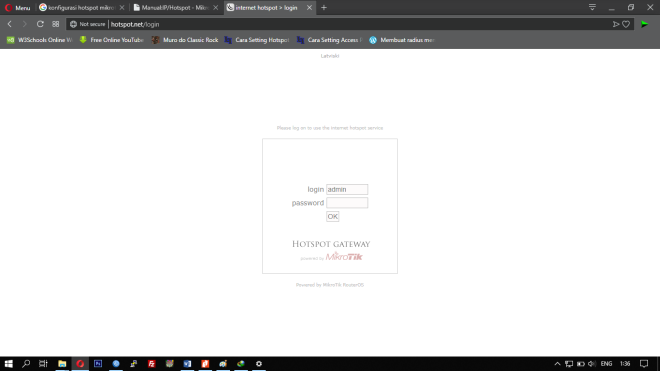 Menu
konfigurasi hotspot mikro
Manual:IP/Hotspot - Mikro
internet hotspot > login
Not secure
hotspot.net/login
W3Schools Online W
Free Online YouTube
Muro do Classic Rock
Cara Setting Hotspot
Cara Setting Access P
Membuat radius me
Latviski
Please log on to use the internet hotspot service
login
admin
password
OK
HOTSPOT GATEWAY
powered by MikroTik
Powered by MikroTik RouterOS
ENG
1:36